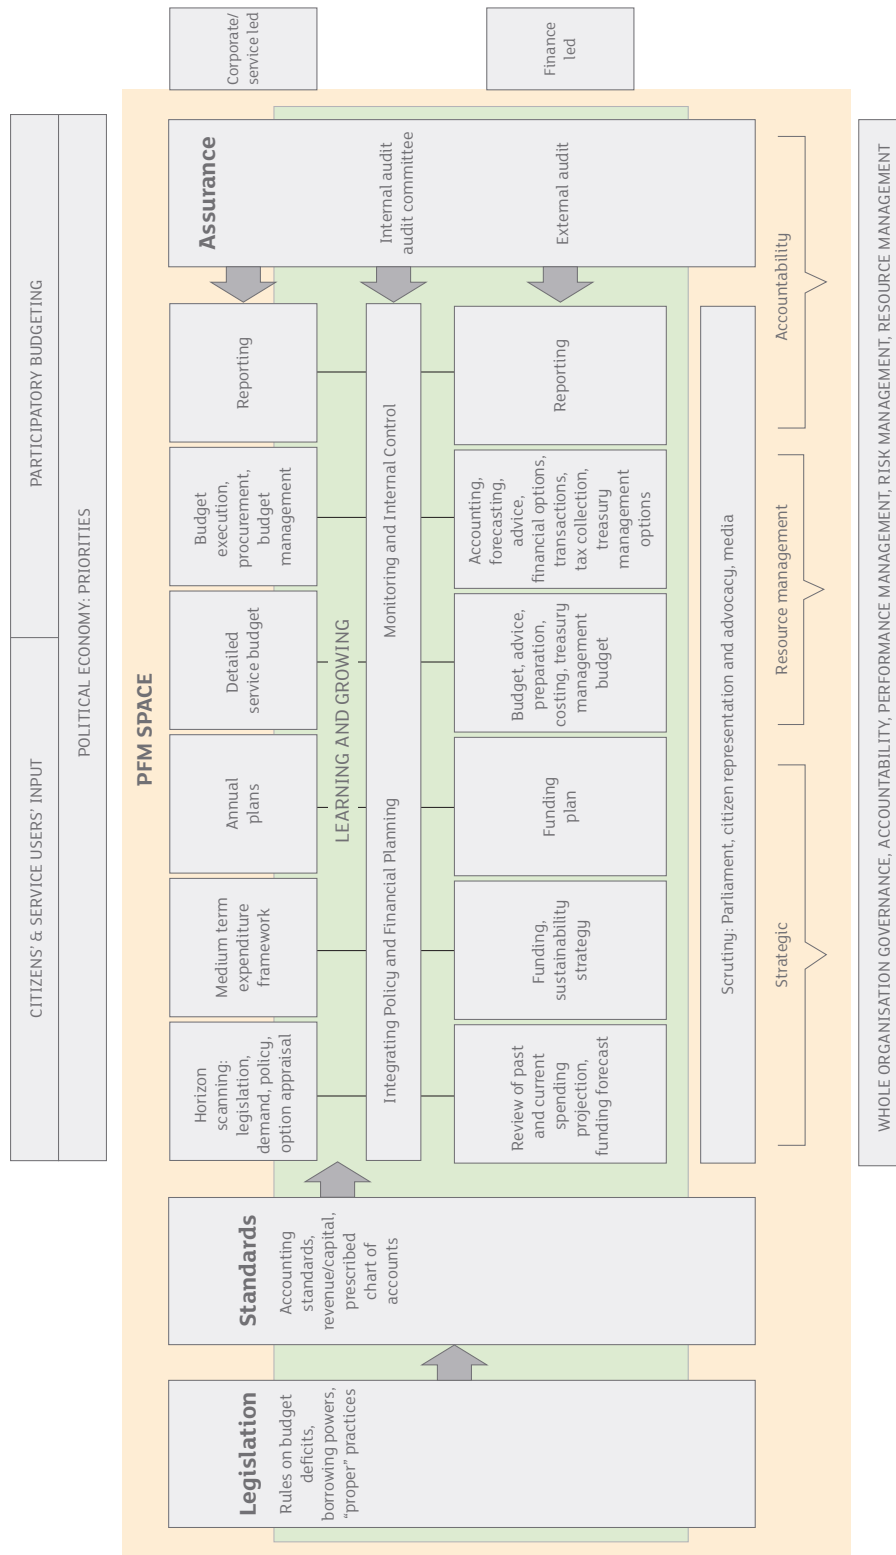 CITIZENS’ & SERVICE USERS’ INPUT
PARTICIPATORY BUDGETING
POLITICAL ECONOMY: PRIORITIES
PFM SPACE
Legislation
Rules on budget
deficits,
borrowing powers,
“proper” practices
Standards
Accounting
standards,
revenue/capital,
prescribed
chart of
accounts
Horizon
scanning:
legislation,
demand, policy,
option appraisal
Medium term
expenditure
framework
Annual
plans
Detailed
service budget
Budget
execution,
procurement,
budget
management
Reporting
Assurance
Internal audit
audit committee
External audit
Corporate/
service led
Finance
led
LEARNING AND GROWING
Integrating Policy and Financial Planning
Monitoring and Internal Control
Review of past
and current
spending
projection,
funding forecast
Funding,
sustainability
strategy
Funding
plan
Budget, advice,
preparation,
costing, treasury
management
budget
Accounting,
forecasting,
advice,
financial options,
transactions,
tax collection,
treasury
management
options
Reporting
Scrutiny: Parliament, citizen representation and advocacy, media
Strategic
Resource management
Accountability
WHOLE ORGANISATION GOVERNANCE, ACCOUNTABILITY, PERFORMANCE MANAGEMENT, RISK MANAGEMENT, RESOURCE MANAGEMENT